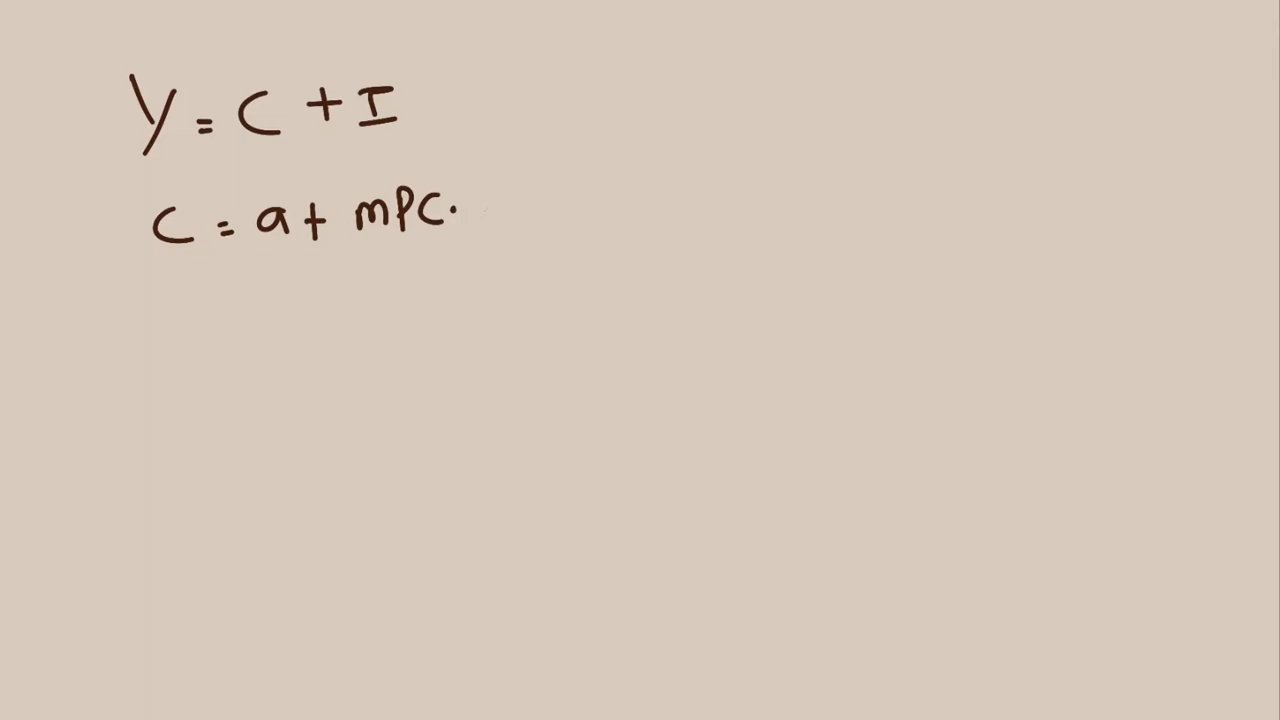 Y = C + I
C = a + mPC.